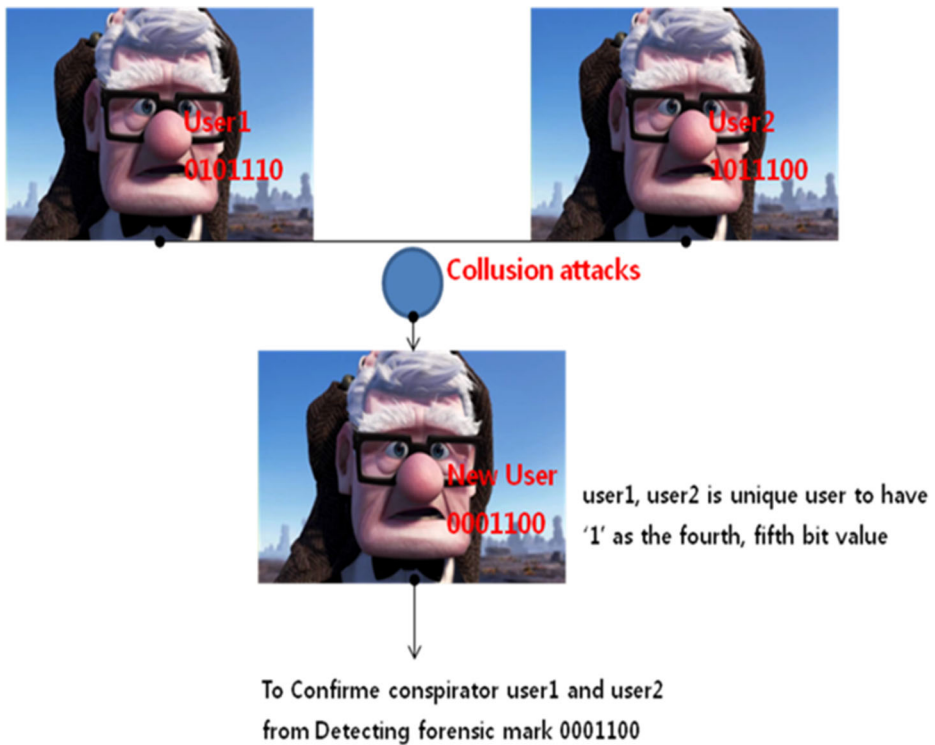 User1
0101110
User2
1011100
Collusion attacks
New User
0001100
user1, user2 is unique user to have
‘1’ as the fourth, fifth bit value
To Confirme conspirator user1 and user2
from Detecting forensic mark 0001100